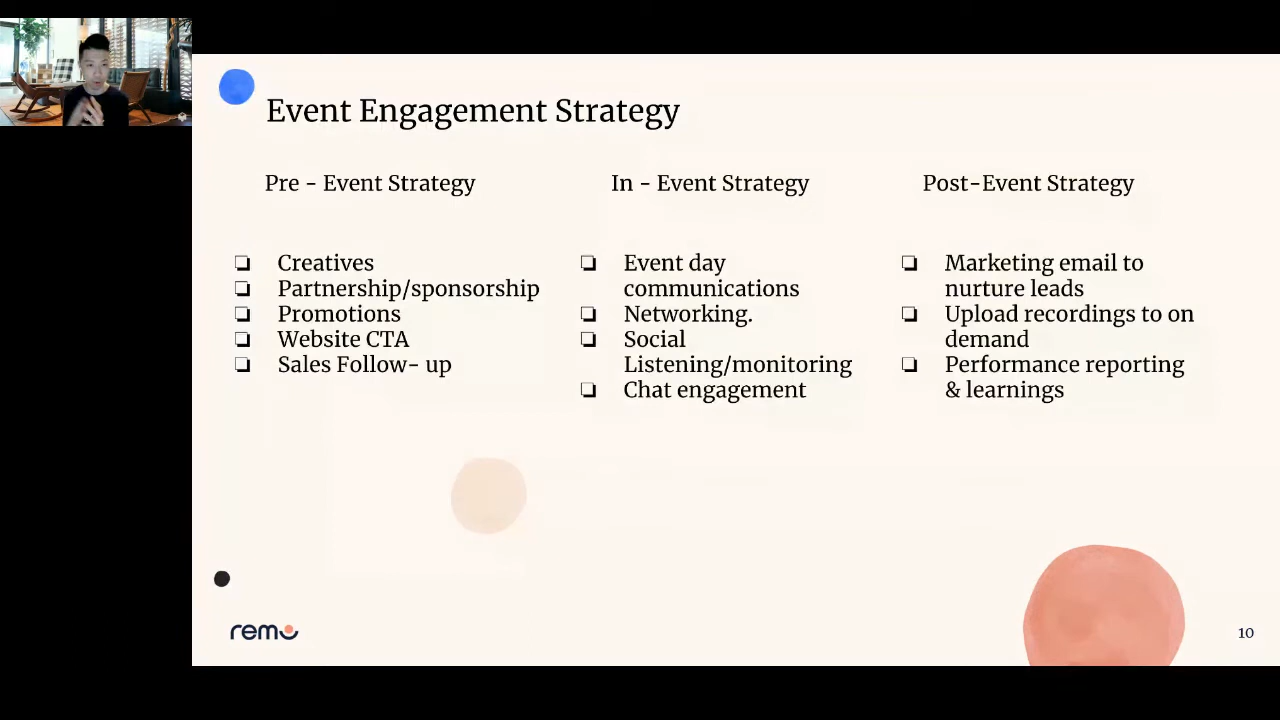 Event Engagement Strategy
Pre - Event Strategy
Creatives
Partnership/sponsorship
Promotions
Website CTA
Sales Follow- up
In - Event Strategy
Event day
communications
Networking.
Social
Listening/monitoring
Chat engagement
Post-Event Strategy
Marketing email to
nurture leads
Upload recordings to on
demand
Performance reporting
& learnings
remo
10